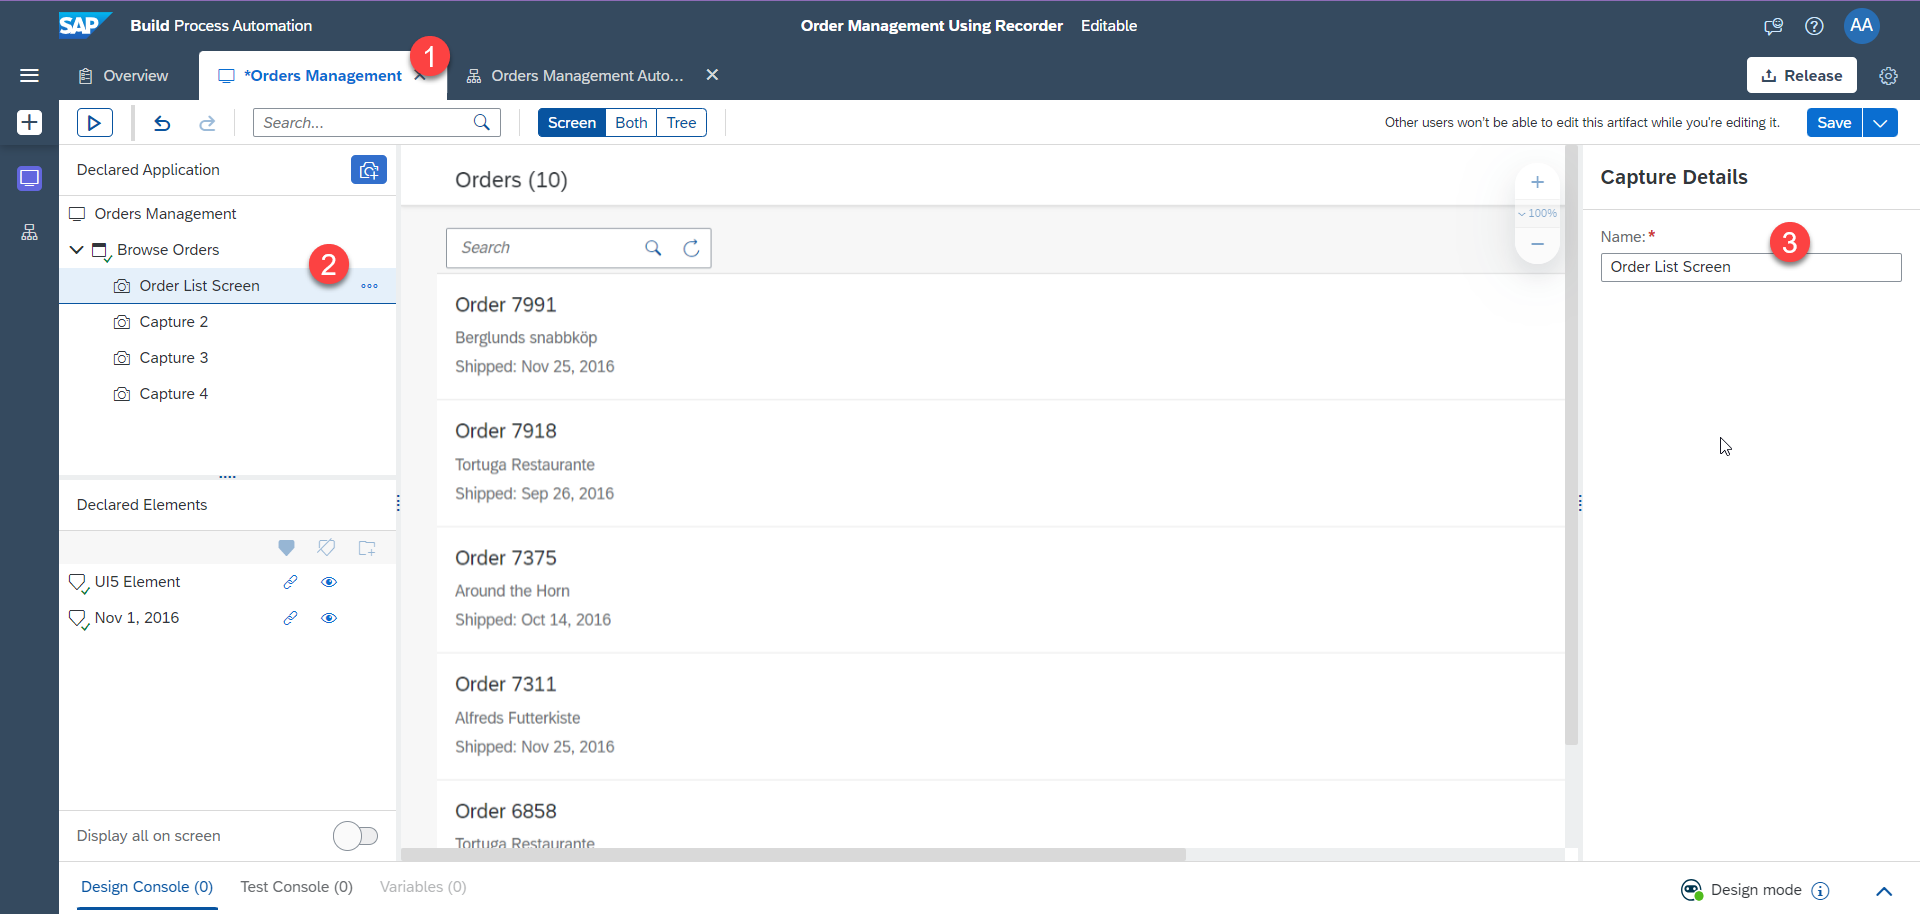 SAP Build Process Automation
Order Management Using Recorder Editable
AA
Overview
*Orders Management
1
Orders Management Auto...
Release
Search...
Screen Both Tree
Other users won't be able to edit this artifact while you're editing it.
Save
Declared Application
Orders Management
Browse Orders
2
Order List Screen
Capture 2
Capture 3
Capture 4
Declared Elements
UI5 Element
Nov 1, 2016
Display all on screen
Orders (10)
100%
Search
Order 7991
Berglunds snabbköp
Shipped: Nov 25, 2016
Order 7918
Tortuga Restaurante
Shipped: Sep 26, 2016
Order 7375
Around the Horn
Shipped: Oct 14, 2016
Order 7311
Alfreds Futterkiste
Shipped: Nov 25, 2016
Order 6858
Tortuga Restaurante
Capture Details
Name: *
3
Order List Screen
Design Console (0) Test Console (0) Variables (0)
Design mode